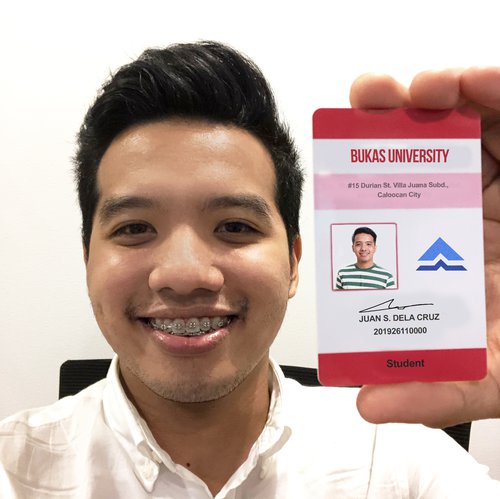 BUKAS UNIVERSITY
#15 Durian St. Villa Juana Subd.,
Caloocan City
JUAN S. DELA CRUZ
201926110000
Student